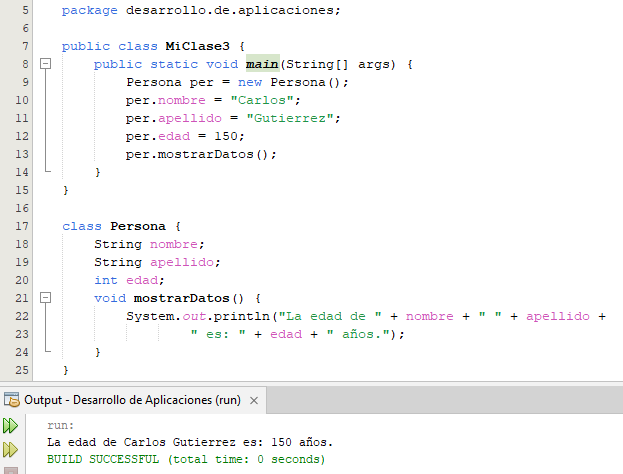 5 package desarrollo.de.aplicaciones;
6
7 public class MiClase3 {
8 public static void main(String[] args) {
9 Persona per = new Persona();
10 per.nombre = "Carlos";
11 per.apellido = "Gutierrez";
12 per.edad = 150;
13 per.mostrarDatos();
14 }
15 }
16
17 class Persona {
18 String nombre;
19 String apellido;
20 int edad;
21 void mostrarDatos() {
22 System.out.println("La edad de " + nombre + " " + apellido +
23 " es: " + edad + " años.");
24 }
25 }
Output - Desarrollo de Aplicaciones (run) ×
run:
La edad de Carlos Gutierrez es: 150 años.
BUILD SUCCESSFUL (total time: 0 seconds)